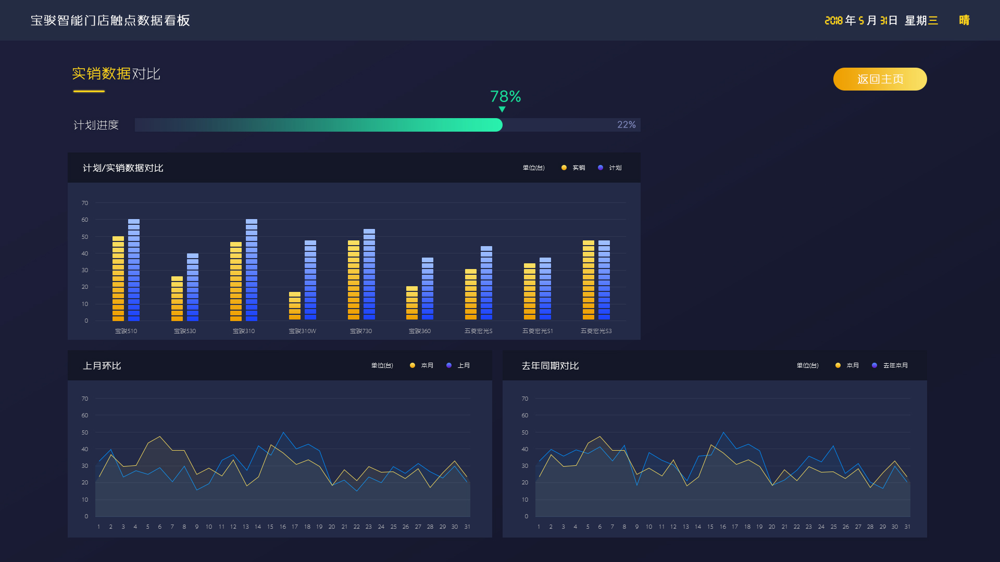 宝骏智能门店触点数据看板
2018年5月31日 星期三 晴
实销数据对比
返回主页
78%
计划进度
22%
计划/实销数据对比
单位(台) 实销 计划
70
60
50
40
30
20
10
0
宝骏510 宝骏530 宝骏310 宝骏310W 宝骏730 宝骏360 五菱宏光S 五菱宏光S1 五菱宏光S3
上月环比
单位(台) 本月 上月
70
60
50
40
30
20
10
0
1 2 3 4 5 6 7 8 9 10 11 12 13 14 15 16 17 18 19 20 21 22 23 24 25 26 27 28 29 30 31
去年同期对比
单位(台) 本月 去年本月
70
60
50
40
30
20
10
0
1 2 3 4 5 6 7 8 9 10 11 12 13 14 15 16 17 18 19 20 21 22 23 24 25 26 27 28 29 30 31